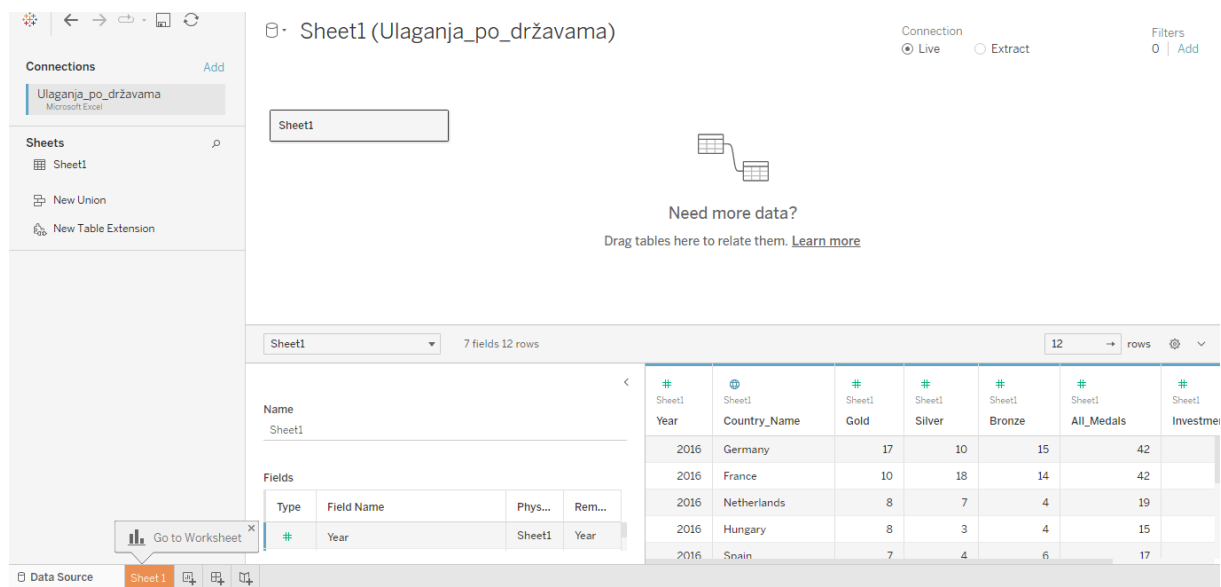 Sheet1 (Ulaganja_po_državama)
Connection
Live
Extract
Filters
0 | Add
Connections
Add
Ulaganja_po_državama
Microsoft Excel
Sheets
Sheet1
New Union
New Table Extension
Sheet1
Need more data?
Drag tables here to relate them. Learn more
Sheet1
7 fields 12 rows
12 → rows
Name
Sheet1
Fields
Type Field Name Phys... Rem...
# Year Sheet1 Year
# # # # # #
Sheet1 Sheet1 Sheet1 Sheet1 Sheet1 Sheet1 Sheet1
Year Country_Name Gold Silver Bronze All_Medals Investme
2016 Germany 17 10 15 42
2016 France 10 18 14 42
2016 Netherlands 8 7 4 19
2016 Hungary 8 3 4 15
2016 Spain 7 4 6 17
Go to Worksheet
Data Source
Sheet 1